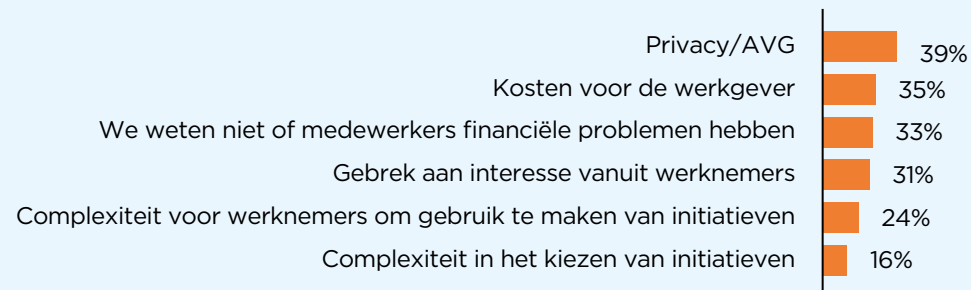 Privacy/AVG 39%
Kosten voor de werkgever 35%
We weten niet of medewerkers financiële problemen hebben 33%
Gebrek aan interesse vanuit werknemers 31%
Complexiteit voor werknemers om gebruik te maken van initiatieven 24%
Complexiteit in het kiezen van initiatieven 16%